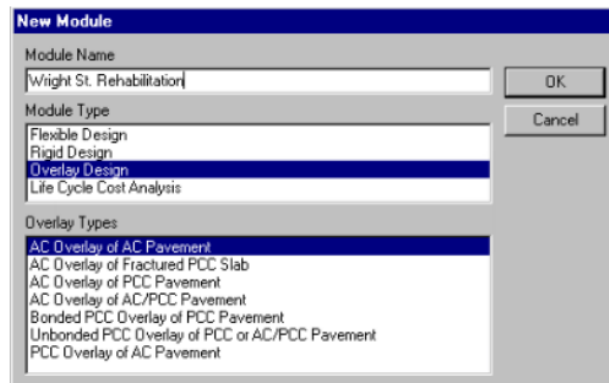 New Module
Module Name
Wright St. Rehabilitation
OK
Module Type
Cancel
Flexible Design
Rigid Design
Overlay Design
Life Cycle Cost Analysis
Overlay Types
AC Overlay of AC Pavement
AC Overlay of Fractured PCC Slab
AC Overlay of PCC Pavement
AC Overlay of AC/PCC Pavement
Bonded PCC Overlay of PCC Pavement
Unbonded PCC Overlay of PCC or AC/PCC Pavement
PCC Overlay of AC Pavement